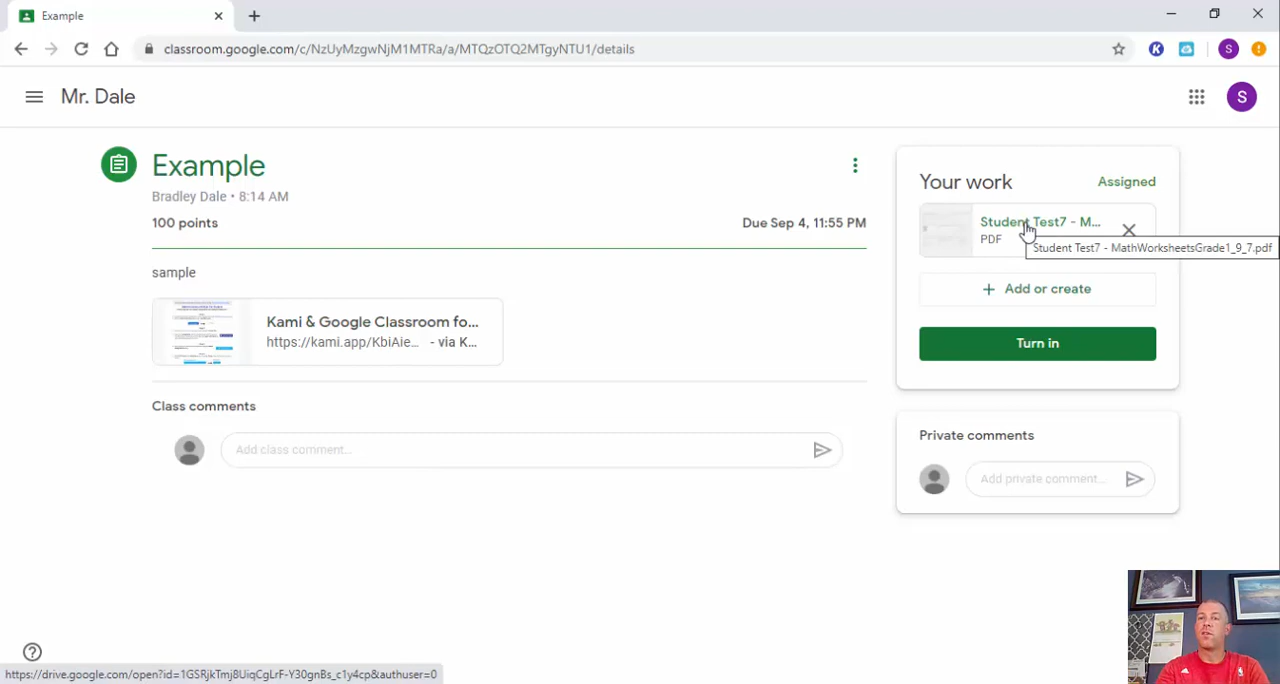 Example
classroom.google.com/c/NzUyMzgwNjM1MTRa/a/MTQzOTQ2MTgyNTU1/details
K
S
Mr. Dale
S
Example
Bradley Dale • 8:14 AM
100 points
Due Sep 4, 11:55 PM
sample
Kami & Google Classroom fo...
https://kami.app/KbiAie... - via K...
Class comments
Add class comment...
Your work
Assigned
Student Test7 - M...
PDF
Student Test7 - MathWorksheetsGrade1_9_7.pdf
+ Add or create
Turn in
Private comments
Add private comment...
https://drive.google.com/open?id=1GSRjkTmj8UiqCgLrF-Y30gnBs_c1y4cp&authuser=0